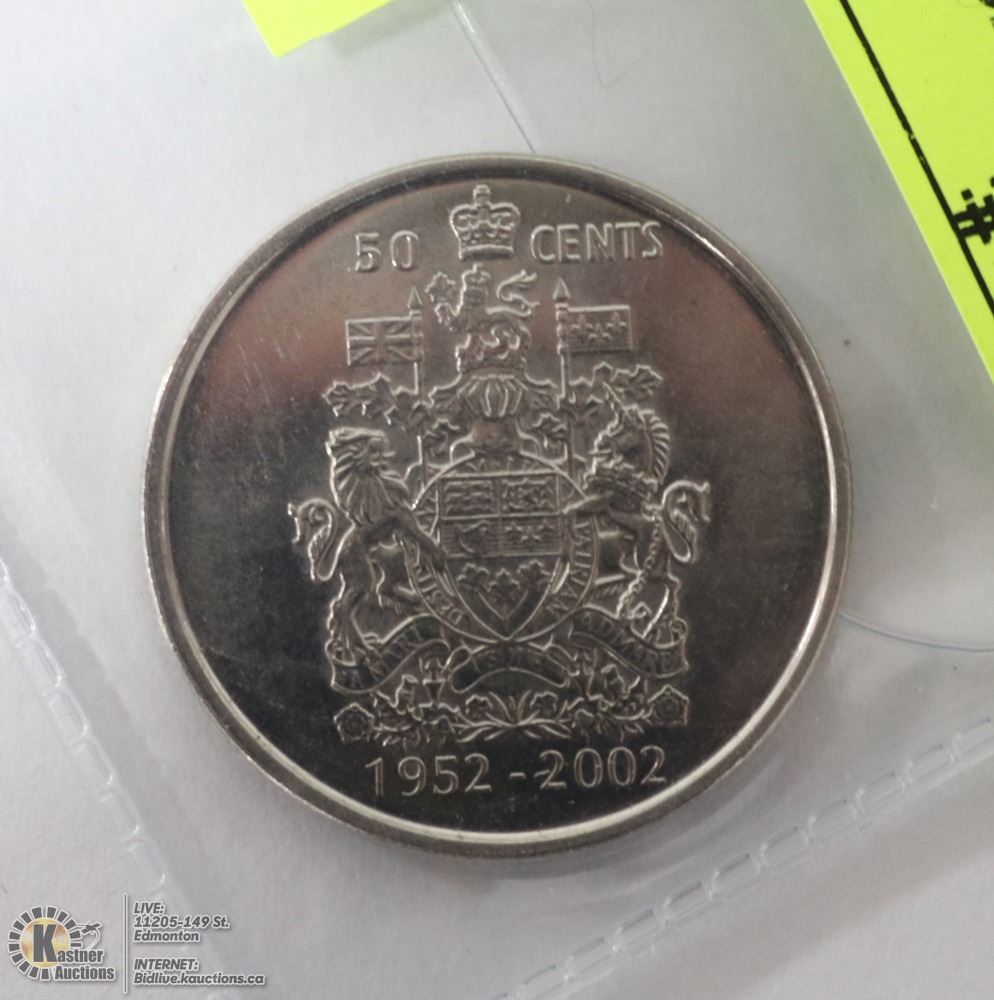 50 CENTS
DESIDERANTES MELIOREM PATRIAM
A MARI USQUE AD MARE
1952 - 2002
#
Kastner
Auctions
LIVE:
11205-149 St.
Edmonton
INTERNET:
Bidlive.kauctions.ca